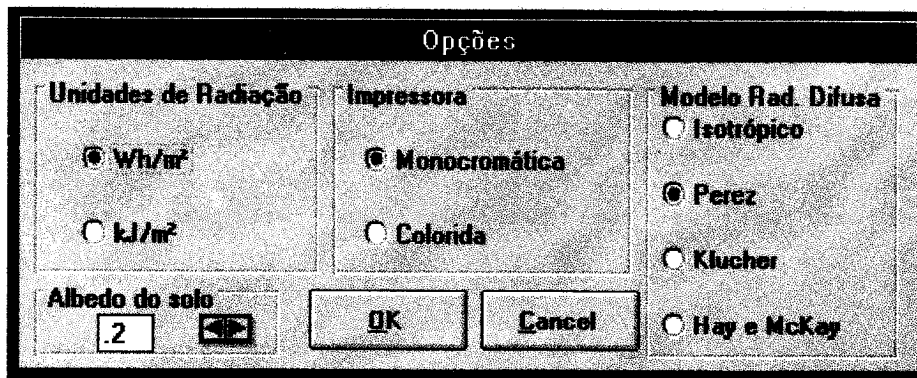 Opções
Unidades de Radiação
Wh/m²
kJ/m²
Impressora
Monocromática
Colorida
Modelo Rad. Difusa
Isotrópico
Perez
Klucher
Hay e McKay
Albedo do solo
.2
OK
Cancel